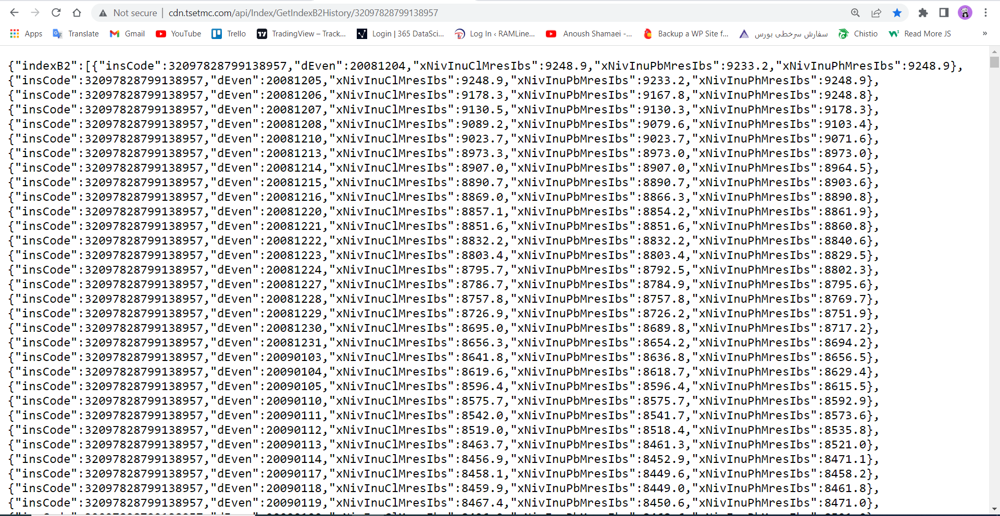 Not secure | cdn.tsetmc.com/api/Index/GetIndexB2History/32097828799138957
Apps Translate Gmail YouTube Trello TradingView – Track... Login | 365 DataSci... Log In ‹ RAMLine... Anoush Shamaei -... Backup a WP Site f... سفارش سرخطی بورس Chistio Read More JS »
{"indexB2":[{"insCode":32097828799138957,"dEven":20081204,"xNivInuClMresIbs":9248.9,"xNivInuPbMresIbs":9233.2,"xNivInuPhMresIbs":9248.9},
{"insCode":32097828799138957,"dEven":20081205,"xNivInuClMresIbs":9248.9,"xNivInuPbMresIbs":9233.2,"xNivInuPhMresIbs":9248.9},
{"insCode":32097828799138957,"dEven":20081206,"xNivInuClMresIbs":9178.3,"xNivInuPbMresIbs":9167.8,"xNivInuPhMresIbs":9248.8},
{"insCode":32097828799138957,"dEven":20081207,"xNivInuClMresIbs":9130.5,"xNivInuPbMresIbs":9130.3,"xNivInuPhMresIbs":9178.3},
{"insCode":32097828799138957,"dEven":20081208,"xNivInuClMresIbs":9089.2,"xNivInuPbMresIbs":9079.6,"xNivInuPhMresIbs":9103.4},
{"insCode":32097828799138957,"dEven":20081210,"xNivInuClMresIbs":9023.7,"xNivInuPbMresIbs":9023.7,"xNivInuPhMresIbs":9071.6},
{"insCode":32097828799138957,"dEven":20081213,"xNivInuClMresIbs":8973.3,"xNivInuPbMresIbs":8973.0,"xNivInuPhMresIbs":8973.0},
{"insCode":32097828799138957,"dEven":20081214,"xNivInuClMresIbs":8907.0,"xNivInuPbMresIbs":8907.0,"xNivInuPhMresIbs":8964.5},
{"insCode":32097828799138957,"dEven":20081215,"xNivInuClMresIbs":8890.7,"xNivInuPbMresIbs":8890.7,"xNivInuPhMresIbs":8903.6},
{"insCode":32097828799138957,"dEven":20081216,"xNivInuClMresIbs":8869.0,"xNivInuPbMresIbs":8866.3,"xNivInuPhMresIbs":8890.8},
{"insCode":32097828799138957,"dEven":20081220,"xNivInuClMresIbs":8857.1,"xNivInuPbMresIbs":8854.2,"xNivInuPhMresIbs":8861.9},
{"insCode":32097828799138957,"dEven":20081221,"xNivInuClMresIbs":8851.6,"xNivInuPbMresIbs":8851.6,"xNivInuPhMresIbs":8860.8},
{"insCode":32097828799138957,"dEven":20081222,"xNivInuClMresIbs":8832.2,"xNivInuPbMresIbs":8832.2,"xNivInuPhMresIbs":8840.6},
{"insCode":32097828799138957,"dEven":20081223,"xNivInuClMresIbs":8803.4,"xNivInuPbMresIbs":8803.4,"xNivInuPhMresIbs":8829.5},
{"insCode":32097828799138957,"dEven":20081224,"xNivInuClMresIbs":8795.7,"xNivInuPbMresIbs":8792.5,"xNivInuPhMresIbs":8802.3},
{"insCode":32097828799138957,"dEven":20081227,"xNivInuClMresIbs":8786.7,"xNivInuPbMresIbs":8784.9,"xNivInuPhMresIbs":8795.6},
{"insCode":32097828799138957,"dEven":20081228,"xNivInuClMresIbs":8757.8,"xNivInuPbMresIbs":8757.8,"xNivInuPhMresIbs":8769.7},
{"insCode":32097828799138957,"dEven":20081229,"xNivInuClMresIbs":8726.9,"xNivInuPbMresIbs":8726.2,"xNivInuPhMresIbs":8751.9},
{"insCode":32097828799138957,"dEven":20081230,"xNivInuClMresIbs":8695.0,"xNivInuPbMresIbs":8689.8,"xNivInuPhMresIbs":8717.2},
{"insCode":32097828799138957,"dEven":20081231,"xNivInuClMresIbs":8656.3,"xNivInuPbMresIbs":8654.2,"xNivInuPhMresIbs":8694.2},
{"insCode":32097828799138957,"dEven":20090103,"xNivInuClMresIbs":8641.8,"xNivInuPbMresIbs":8636.8,"xNivInuPhMresIbs":8656.5},
{"insCode":32097828799138957,"dEven":20090104,"xNivInuClMresIbs":8619.6,"xNivInuPbMresIbs":8618.7,"xNivInuPhMresIbs":8629.4},
{"insCode":32097828799138957,"dEven":20090105,"xNivInuClMresIbs":8596.4,"xNivInuPbMresIbs":8596.4,"xNivInuPhMresIbs":8615.5},
{"insCode":32097828799138957,"dEven":20090110,"xNivInuClMresIbs":8575.7,"xNivInuPbMresIbs":8575.7,"xNivInuPhMresIbs":8592.9},
{"insCode":32097828799138957,"dEven":20090111,"xNivInuClMresIbs":8542.0,"xNivInuPbMresIbs":8541.7,"xNivInuPhMresIbs":8573.6},
{"insCode":32097828799138957,"dEven":20090112,"xNivInuClMresIbs":8519.0,"xNivInuPbMresIbs":8518.4,"xNivInuPhMresIbs":8535.8},
{"insCode":32097828799138957,"dEven":20090113,"xNivInuClMresIbs":8463.7,"xNivInuPbMresIbs":8461.3,"xNivInuPhMresIbs":8521.0},
{"insCode":32097828799138957,"dEven":20090114,"xNivInuClMresIbs":8456.9,"xNivInuPbMresIbs":8452.9,"xNivInuPhMresIbs":8471.1},
{"insCode":32097828799138957,"dEven":20090117,"xNivInuClMresIbs":8458.1,"xNivInuPbMresIbs":8449.6,"xNivInuPhMresIbs":8458.2},
{"insCode":32097828799138957,"dEven":20090118,"xNivInuClMresIbs":8459.9,"xNivInuPbMresIbs":8449.0,"xNivInuPhMresIbs":8461.8},
{"insCode":32097828799138957,"dEven":20090119,"xNivInuClMresIbs":8467.4,"xNivInuPbMresIbs":8450.6,"xNivInuPhMresIbs":8471.0},